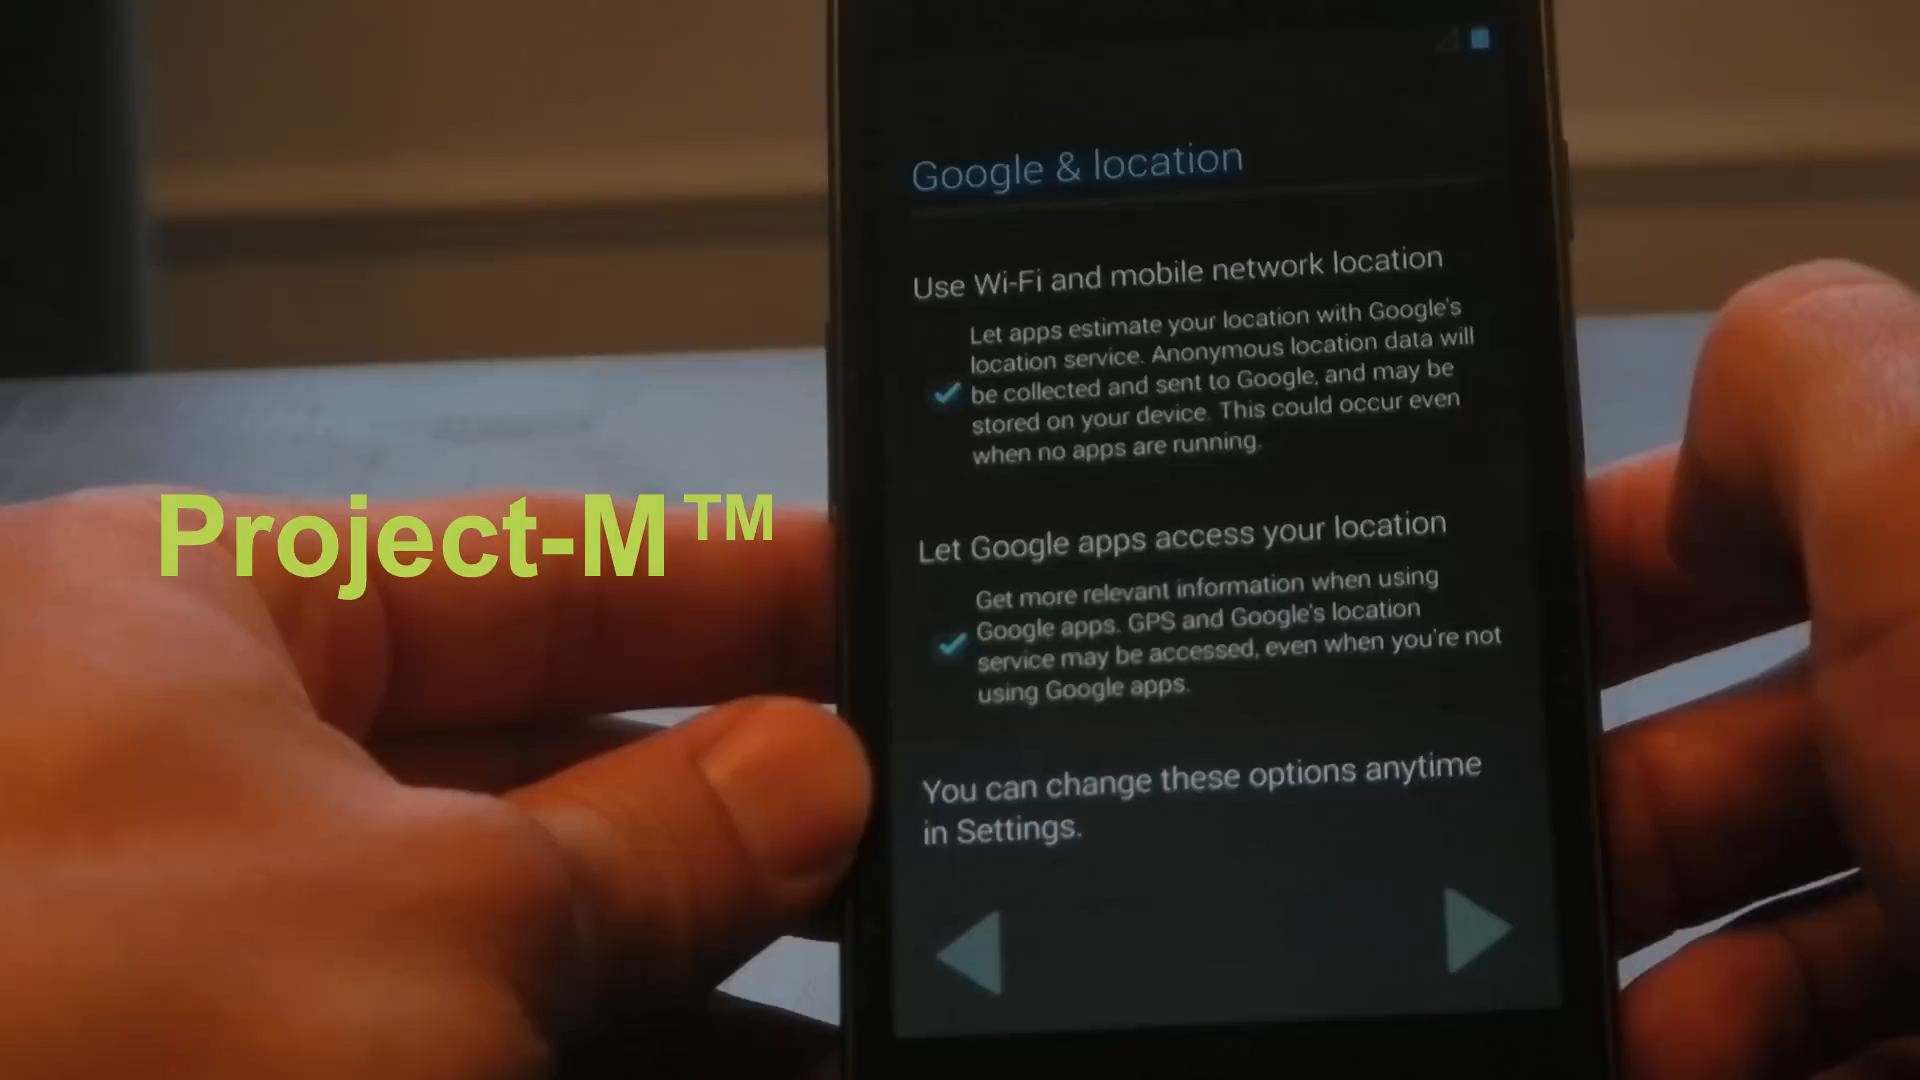 Google & location
Use Wi-Fi and mobile network location
Let apps estimate your location with Google's
location service. Anonymous location data will
be collected and sent to Google, and may be
stored on your device. This could occur even
when no apps are running.
Project-M™
Let Google apps access your location
Get more relevant information when using
Google apps. GPS and Google's location
service may be accessed, even when you're not
using Google apps.
You can change these options anytime
in Settings.